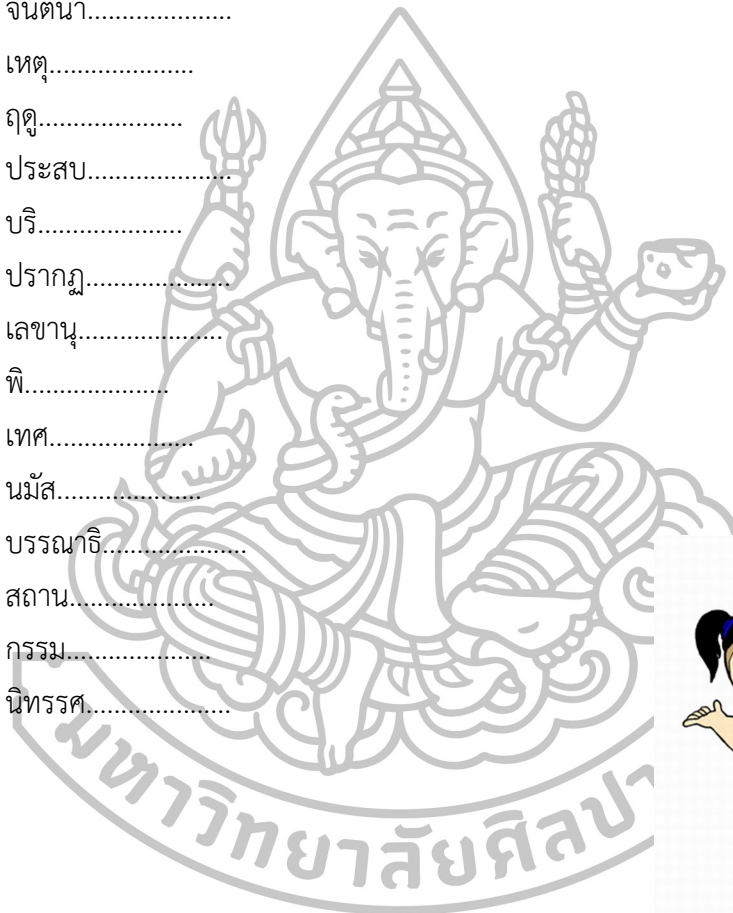 จินตนา.....................
เหตุ.....................
ฤดู.....................
ประสบ.....................
บริ.....................
ปรากฏ.....................
เลขานุ.....................
พิ.....................
เทศ.....................
นมัส.....................
บรรณาธิ.....................
สถาน.....................
กรรม.....................
นิทรรศ.....................
มหาวิทยาลัยศิลป